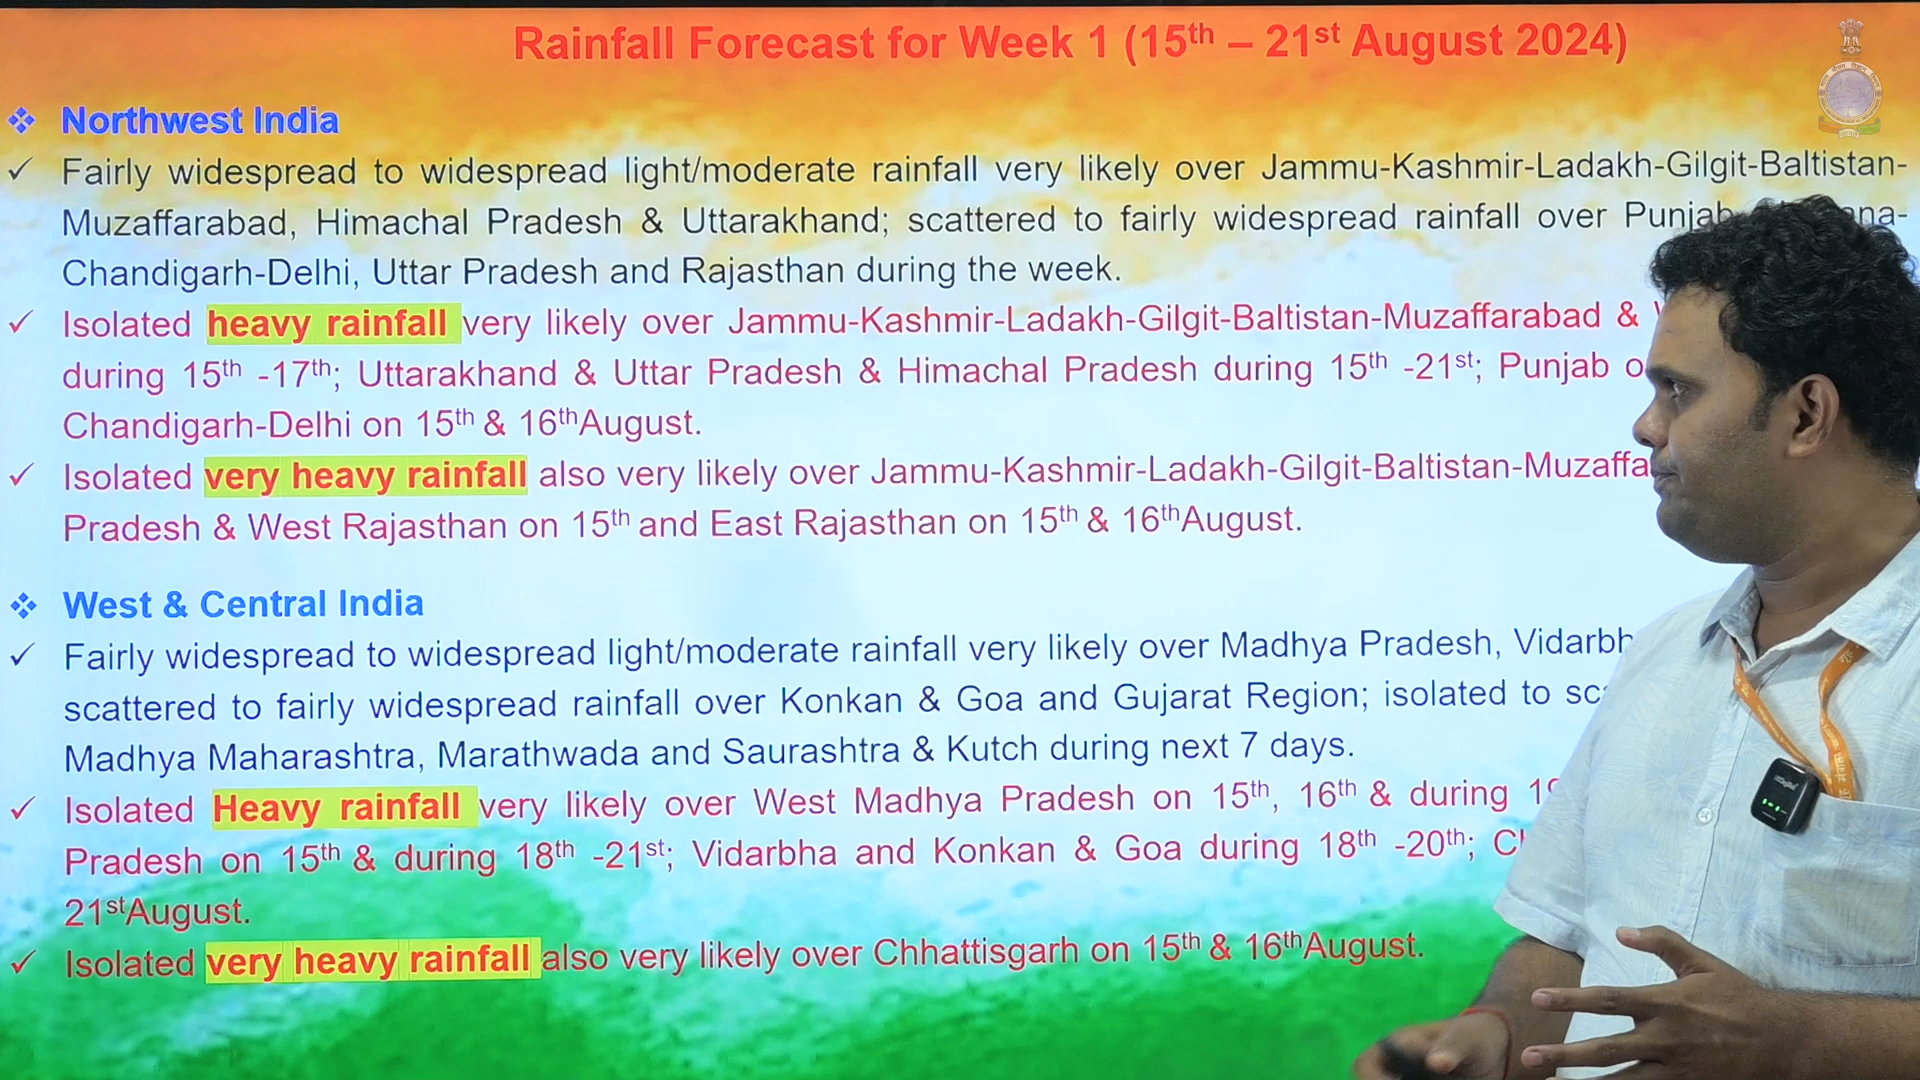 Rainfall Forecast for Week 1 (15th – 21st August 2024)
Northwest India
Fairly widespread to widespread light/moderate rainfall very likely over Jammu-Kashmir-Ladakh-Gilgit-Baltistan-
Muzaffarabad, Himachal Pradesh & Uttarakhand; scattered to fairly widespread rainfall over Punjab
Chandigarh-Delhi, Uttar Pradesh and Rajasthan during the week.
Isolated heavy rainfall very likely over Jammu-Kashmir-Ladakh-Gilgit-Baltistan-Muzaffarabad &
during 15th -17th; Uttarakhand & Uttar Pradesh & Himachal Pradesh during 15th -21st; Punjab
Chandigarh-Delhi on 15th & 16thAugust.
Isolated very heavy rainfall also very likely over Jammu-Kashmir-Ladakh-Gilgit-Baltistan-Muzaffa
Pradesh & West Rajasthan on 15th and East Rajasthan on 15th & 16thAugust.
West & Central India
Fairly widespread to widespread light/moderate rainfall very likely over Madhya Pradesh, Vidarbh
scattered to fairly widespread rainfall over Konkan & Goa and Gujarat Region; isolated to
Madhya Maharashtra, Marathwada and Saurashtra & Kutch during next 7 days.
Isolated Heavy rainfall very likely over West Madhya Pradesh on 15th, 16th & during
Pradesh on 15th & during 18th -21st; Vidarbha and Konkan & Goa during 18th -20th;
21stAugust.
Isolated very heavy rainfall also very likely over Chhattisgarh on 15th & 16thAugust.